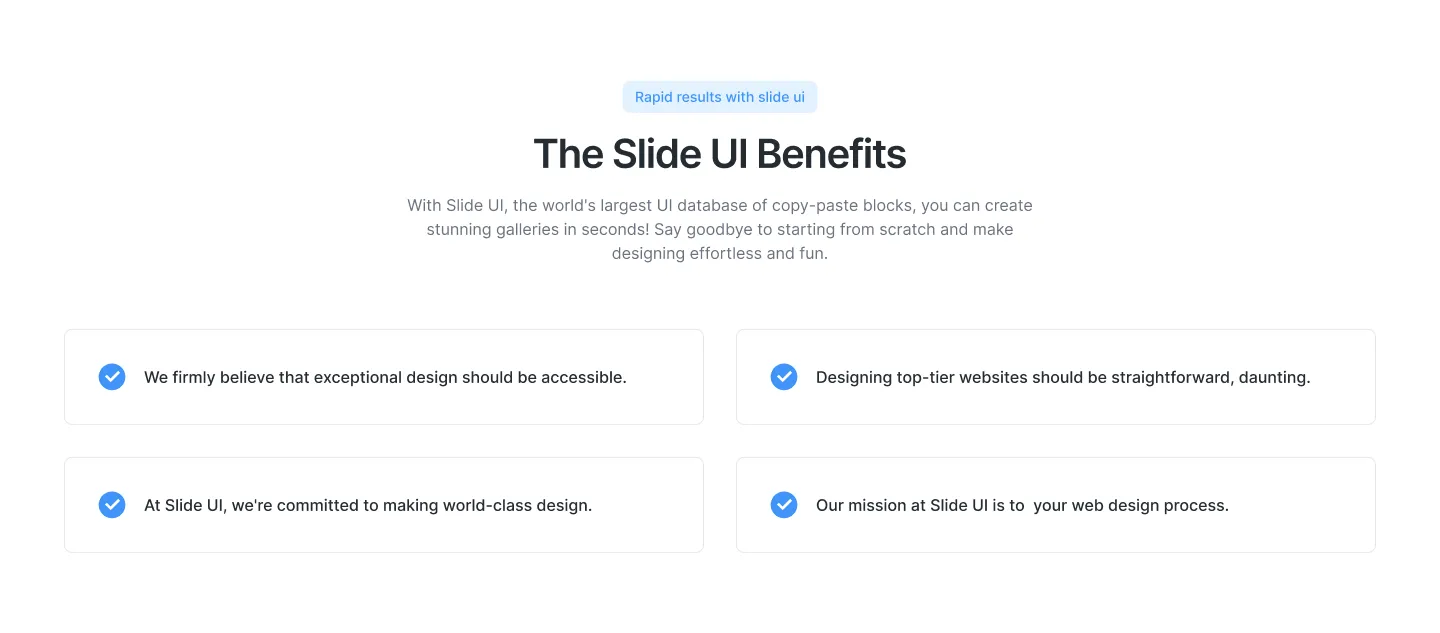 Rapid results with slide ui
The Slide UI Benefits
With Slide UI, the world's largest UI database of copy-paste blocks, you can create
stunning galleries in seconds! Say goodbye to starting from scratch and make
designing effortless and fun.
We firmly believe that exceptional design should be accessible.
Designing top-tier websites should be straightforward, daunting.
At Slide UI, we're committed to making world-class design.
Our mission at Slide UI is to  your web design process.